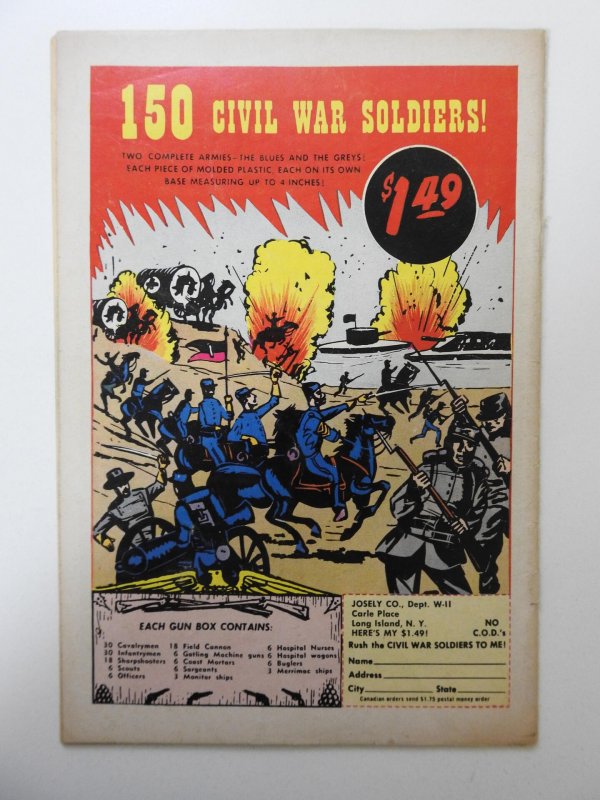 150 CIVIL WAR SOLDIERS!
TWO COMPLETE ARMIES-THE BLUES AND THE GREYS!
EACH PIECE OF MOLDED PLASTIC, EACH ON ITS OWN
BASE MEASURING UP TO 4 INCHES!
$1.49
EACH GUN BOX CONTAINS:
30 Cavalrymen
30 Infantrymen
18 Sharpshooters
6 Scouts
6 Officers
18 Field Cannon
6 Gatling Machine guns
6 Coast Mortars
6 Sergeants
3 Monitor ships
6 Hospital Nurses
6 Hospital wagons
6 Buglers
3 Merrimac ships
JOSELY CO., Dept. W-11
Carle Place
Long Island, N. Y. NO
HERE'S MY $1.49! C.O.D.'s
Rush the CIVIL WAR SOLDIERS TO ME!
Name
Address
City State
Canadian orders send $1.75 postal money order